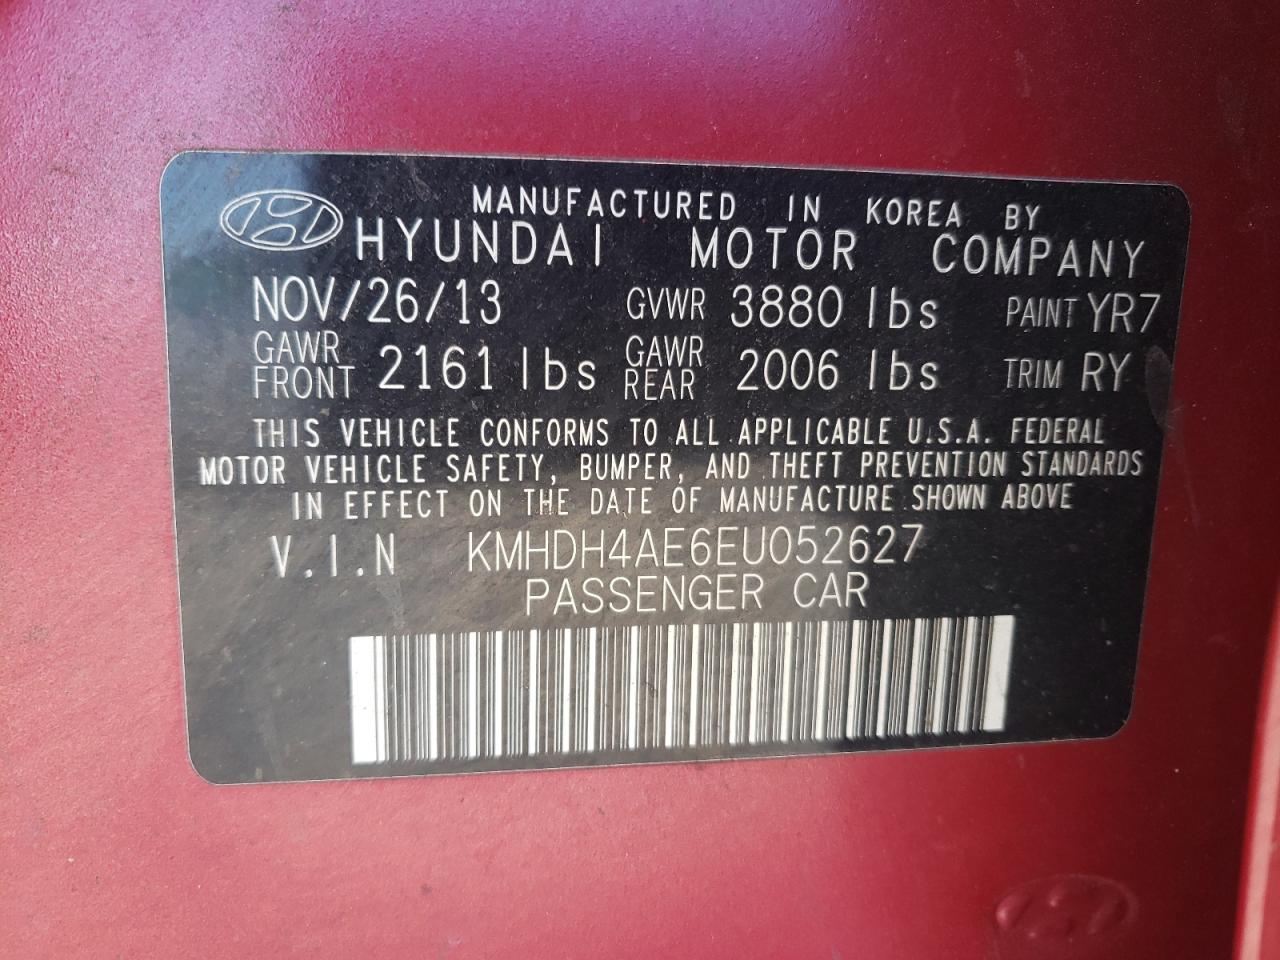 MANUFACTURED IN KOREA BY
HYUNDAI MOTOR COMPANY
NOV/26/13 GVWR 3880 lbs PAINT YR7
GAWR FRONT 2161 lbs GAWR REAR 2006 lbs TRIM RY
THIS VEHICLE CONFORMS TO ALL APPLICABLE U.S.A. FEDERAL
MOTOR VEHICLE SAFETY, BUMPER, AND THEFT PREVENTION STANDARDS
IN EFFECT ON THE DATE OF MANUFACTURE SHOWN ABOVE
V.I.N KMHDH4AE6EU052627
PASSENGER CAR